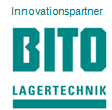 Innovationspartner
BITO
LAGERTECHNIK